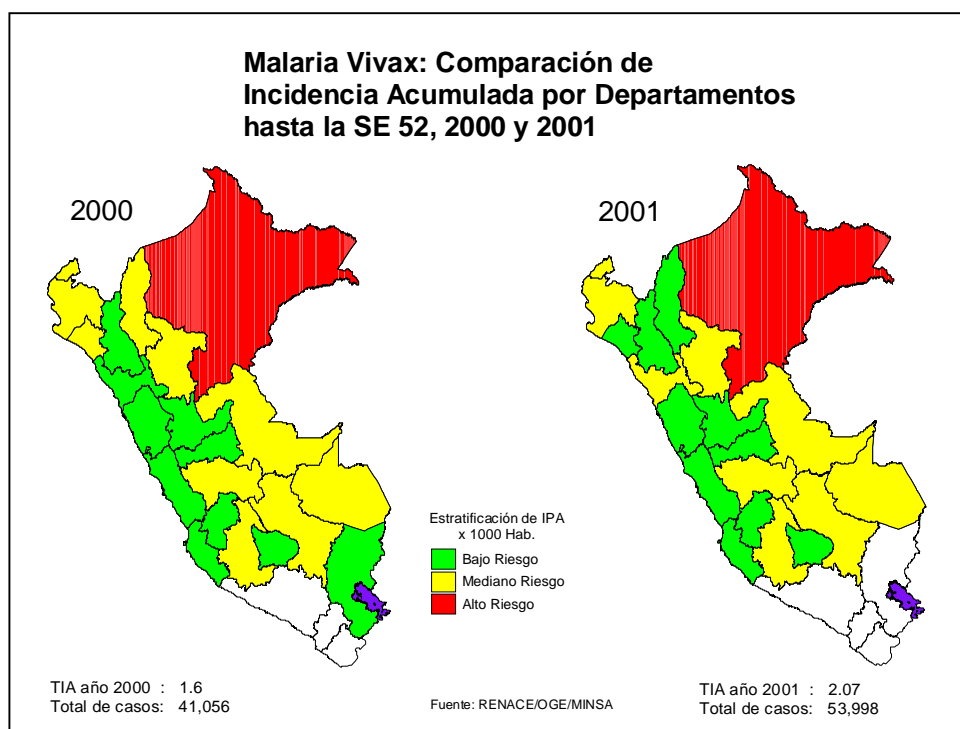 Malaria Vivax: Comparación de
Incidencia Acumulada por Departamentos
hasta la SE 52, 2000 y 2001
2000
2001
Estratificación de IPA
x 1000 Hab.
Bajo Riesgo
Mediano Riesgo
Alto Riesgo
TIA año 2000 : 1.6
Total de casos: 41,056
Fuente: RENACE/OGE/MINSA
TIA año 2001 : 2.07
Total de casos: 53,998